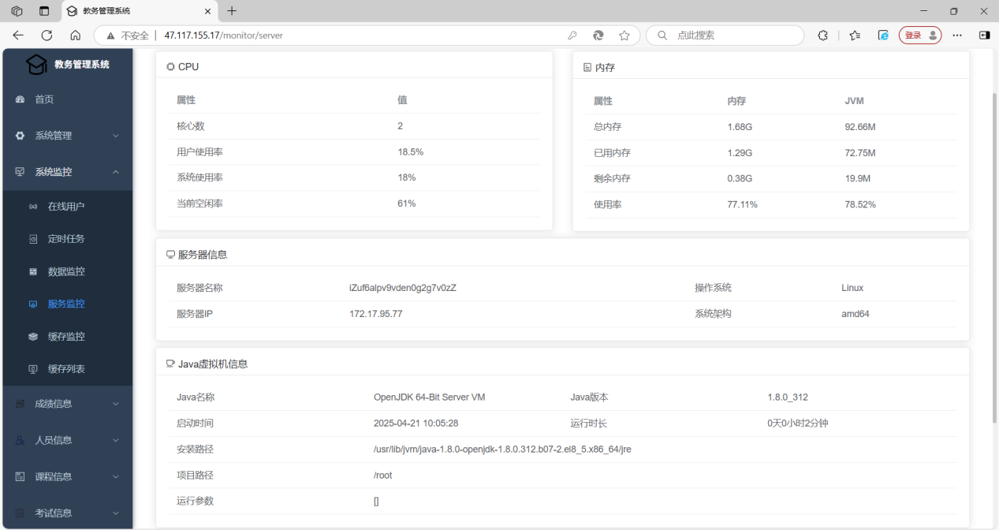 教务管理系统
不安全 47.117.155.17/monitor/server 点此搜索 登录
教务管理系统
首页
系统管理
系统监控
在线用户
定时任务
数据监控
服务监控
缓存监控
缓存列表
成绩信息
人员信息
课程信息
考试信息
CPU
属性 值
核心数 2
用户使用率 18.5%
系统使用率 18%
当前空闲率 61%
内存
属性 内存 JVM
总内存 1.68G 92.66M
已用内存 1.29G 72.75M
剩余内存 0.38G 19.9M
使用率 77.11% 78.52%
服务器信息
服务器名称 iZuf6alpv9vden0g2g7v0zZ 操作系统 Linux
服务器IP 172.17.95.77 系统架构 amd64
Java虚拟机信息
Java名称 OpenJDK 64-Bit Server VM Java版本 1.8.0_312
启动时间 2025-04-21 10:05:28 运行时长 0天0小时2分钟
安装路径 /usr/lib/jvm/java-1.8.0-openjdk-1.8.0.312.b07-2.el8_5.x86_64/jre
项目路径 /root
运行参数 []